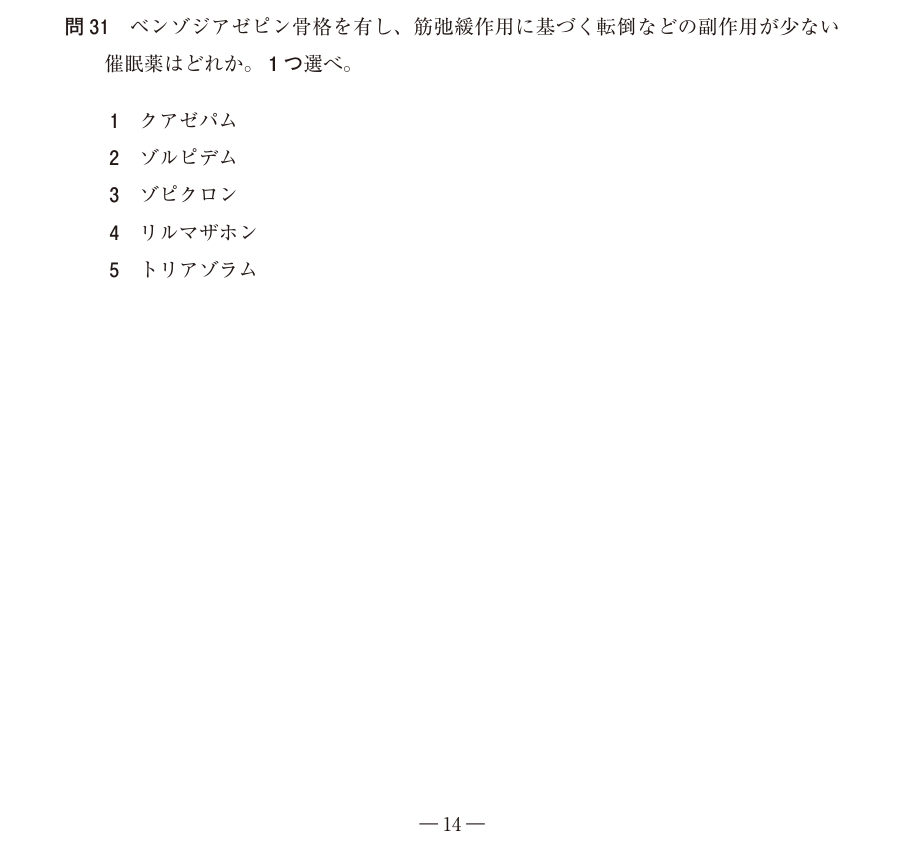 問 31 ベンゾジアゼピン骨格を有し、筋弛緩作用に基づく転倒などの副作用が少ない
催眠薬はどれか。1つ選べ。
1 クアゼパム
2 ゾルピデム
3 ゾピクロン
4 リルマザホン
5 トリアゾラム
― 14 ―